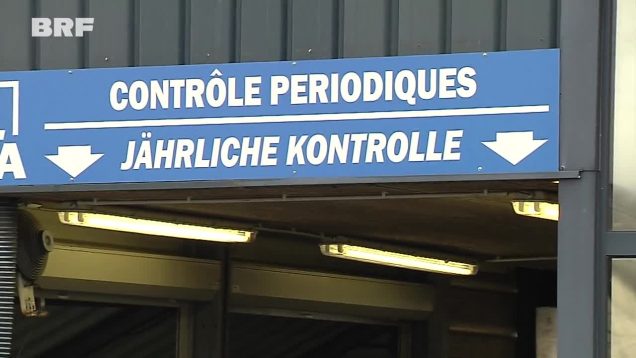 BRF
CONTRÔLE PERIODIQUES
JÄHRLICHE KONTROLLE